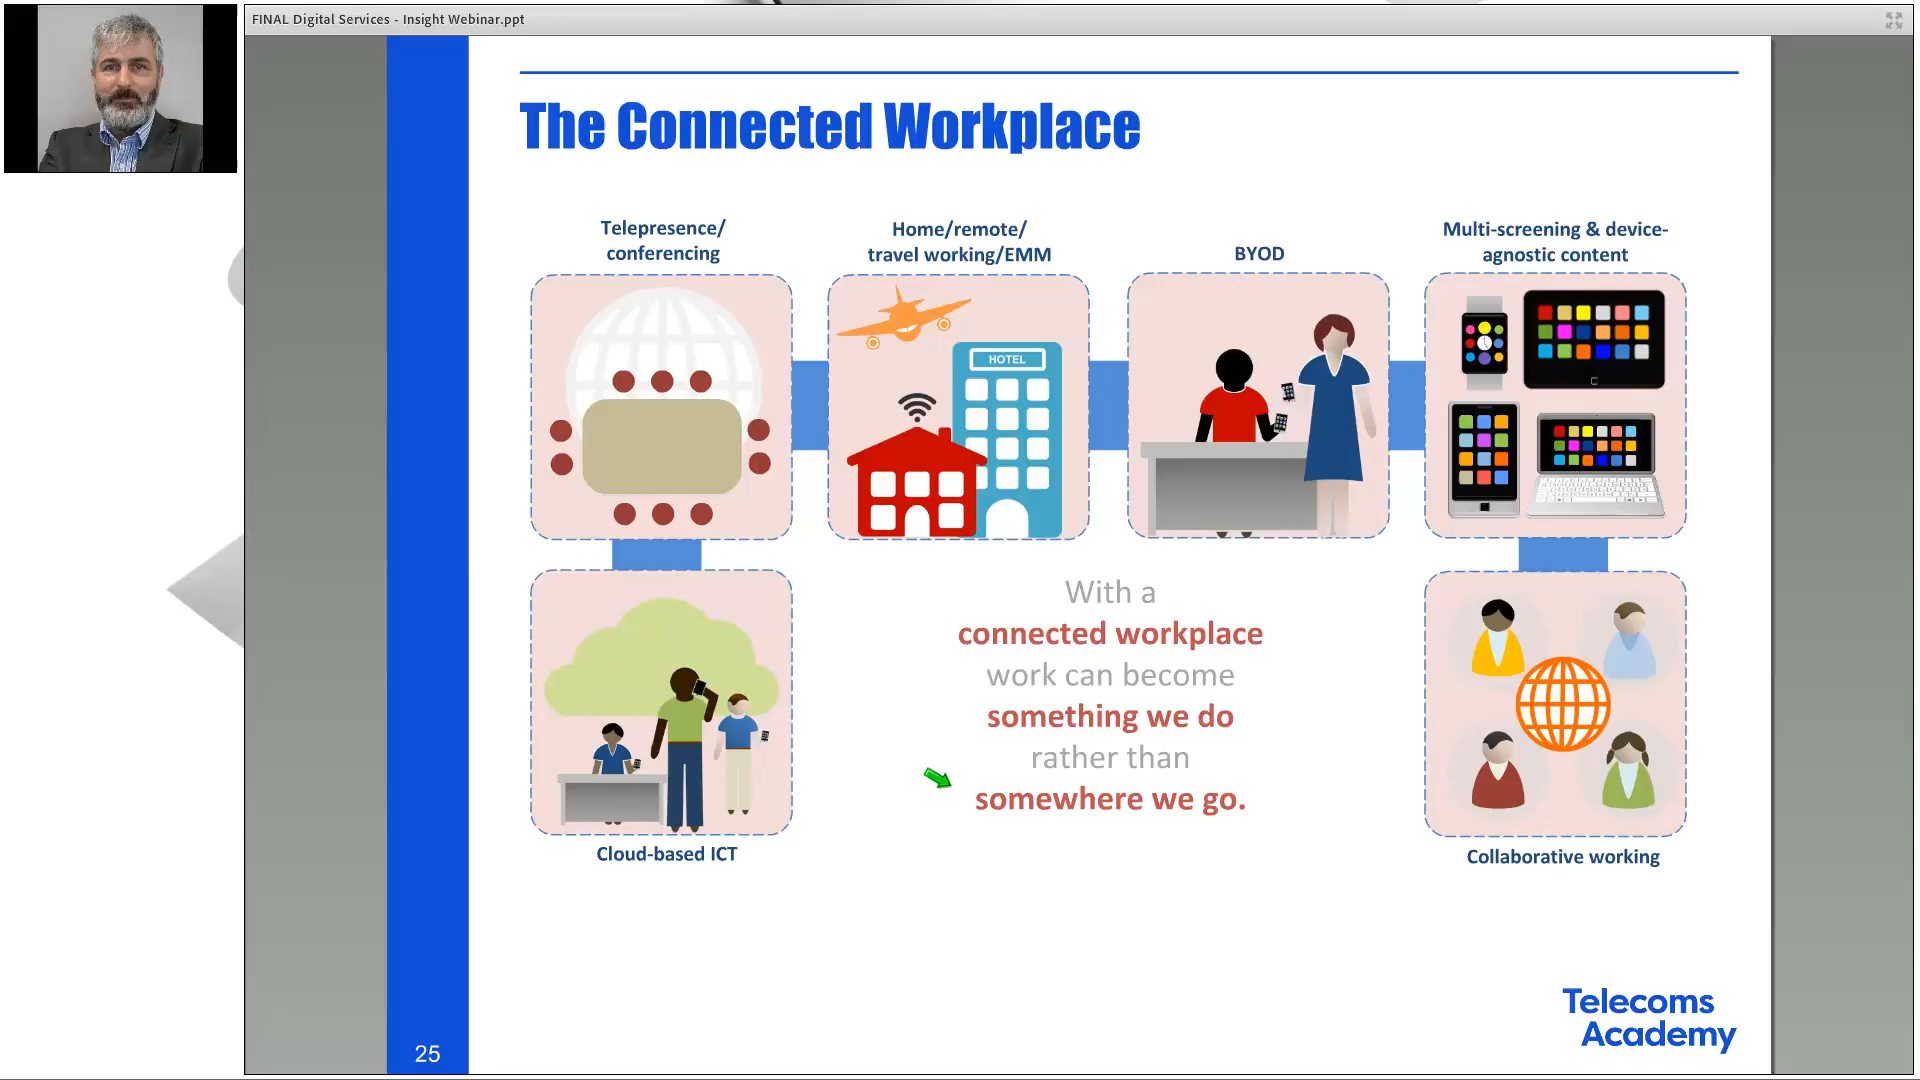 FINAL Digital Services - Insight Webinar.ppt
The Connected Workplace
Telepresence/
conferencing
Home/remote/
travel working/EMM
BYOD
Multi-screening & device-
agnostic content
HOTEL
With a
connected workplace
work can become
something we do
rather than
somewhere we go.
Cloud-based ICT
Collaborative working
Telecoms
Academy
25